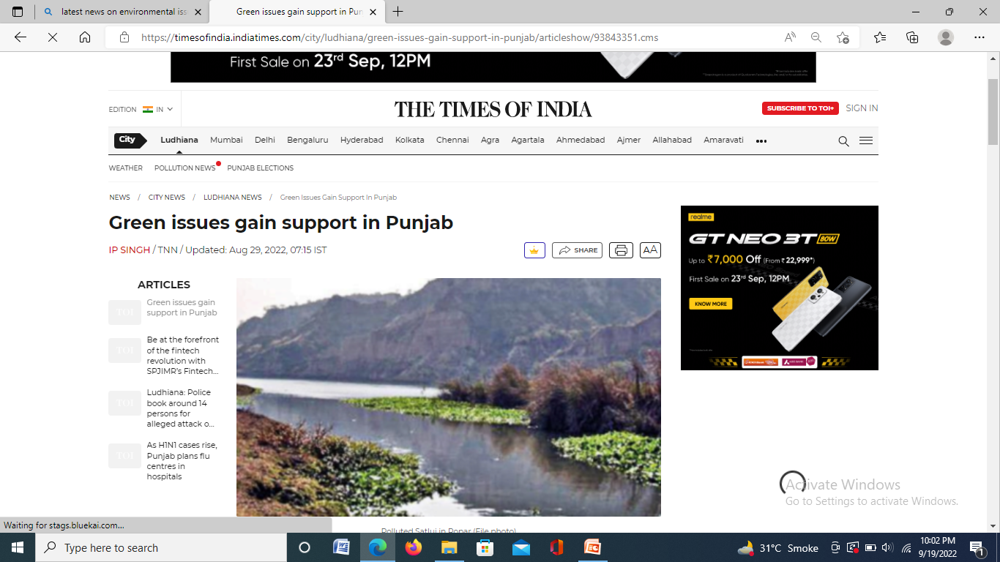 latest news on environmental iss
Green issues gain support in Pun
https://timesofindia.indiatimes.com/city/ludhiana/green-issues-gain-support-in-punjab/articleshow/93843351.cms
First Sale on 23rd Sep, 12PM
EDITION IN
THE TIMES OF INDIA
SUBSCRIBE TO TOI+ SIGN IN
City Ludhiana Mumbai Delhi Bengaluru Hyderabad Kolkata Chennai Agra Agartala Ahmedabad Ajmer Allahabad Amaravati •••
WEATHER POLLUTION NEWS PUNJAB ELECTIONS
NEWS / CITY NEWS / LUDHIANA NEWS / Green Issues Gain Support In Punjab
Green issues gain support in Punjab
IP SINGH / TNN / Updated: Aug 29, 2022, 07:15 IST
SHARE
AA
ARTICLES
TOI
Green issues gain
support in Punjab
TOI
Be at the forefront
of the fintech
revolution with
SPJIMR's Fintech...
TOI
Ludhiana: Police
book around 14
persons for
alleged attack o...
TOI
As H1N1 cases rise,
Punjab plans flu
centres in
hospitals
Polluted Satluj in Ropar (File photo)
realme
GT NEO 3T 80W
Up to ₹7,000 Off (From ₹ 22,999*)
First Sale on 23rd Sep, 12PM
KNOW MORE
Activate Windows
Go to Settings to activate Windows.
Waiting for stags.bluekai.com...
Type here to search
31°C Smoke
10:02 PM
9/19/2022
1